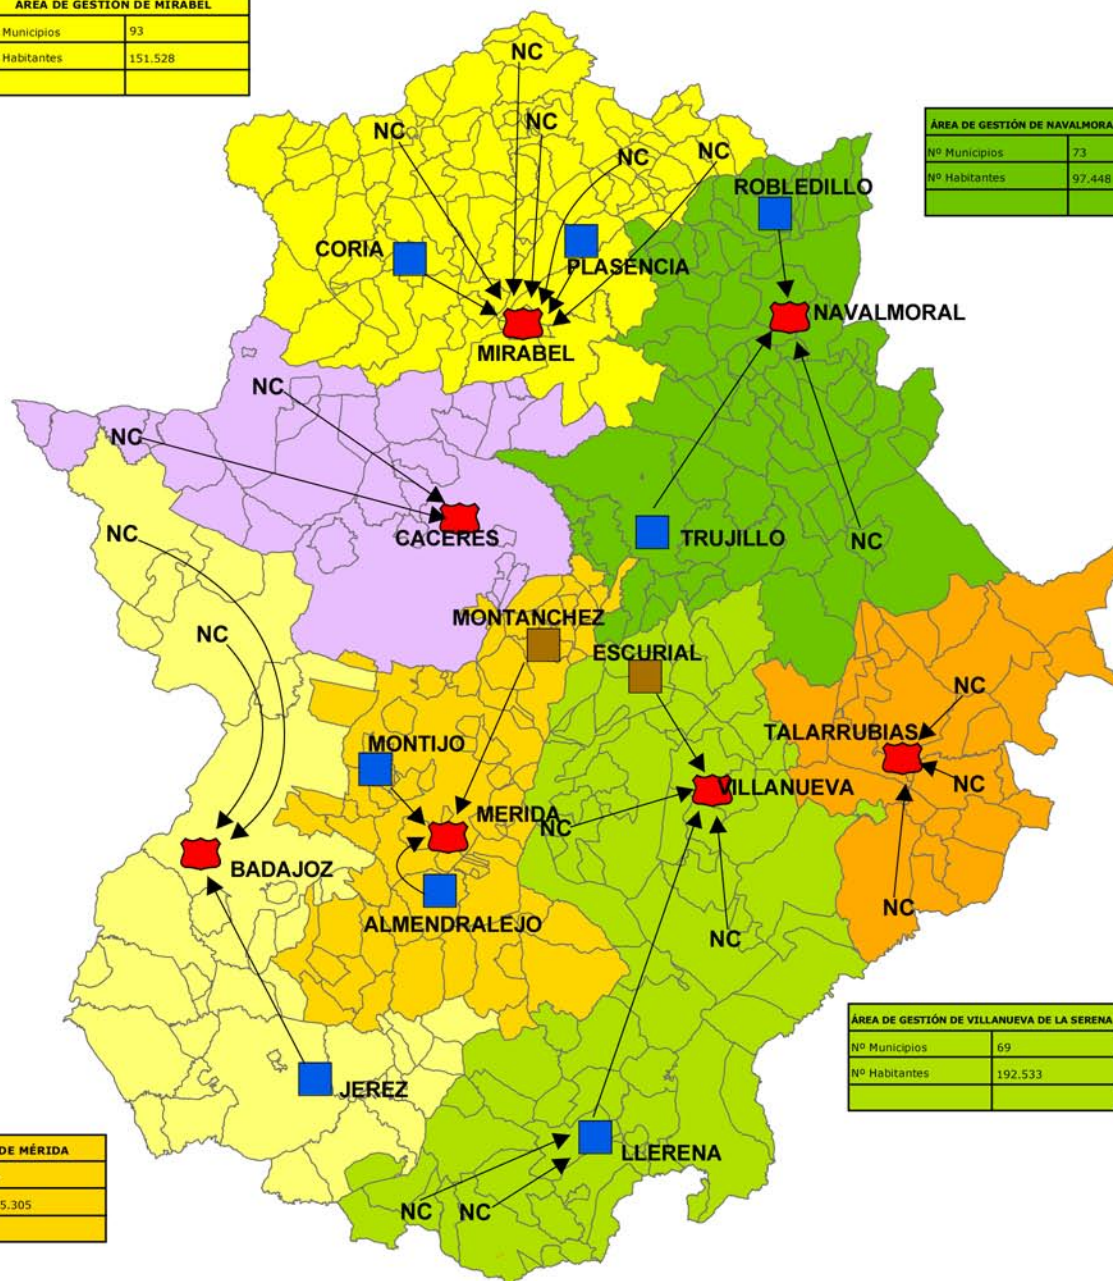 ÁREA DE GESTIÓN DE MIRABEL
Municipios 93
Habitantes 151.528
NC
NC
NC
NC
NC
ÁREA DE GESTIÓN DE NAVALMORA
Nº Municipios 73
Nº Habitantes 97.448
ROBLEDILLO
CORIA
PLASENCIA
NAVALMORAL
MIRABEL
NC
NC
NC
CACERES
TRUJILLO
NC
MONTANCHEZ
NC
ESCURIAL
NC
TALARRUBIAS
MONTIJO
NC
VILLANUEVA
MERIDA
NC
BADAJOZ
NC
ALMENDRALEJO
NC
ÁREA DE GESTIÓN DE VILLANUEVA DE LA SERENA
Nº Municipios 69
Nº Habitantes 192.533
JEREZ
DE MÉRIDA
5.305
LLERENA
NC
NC